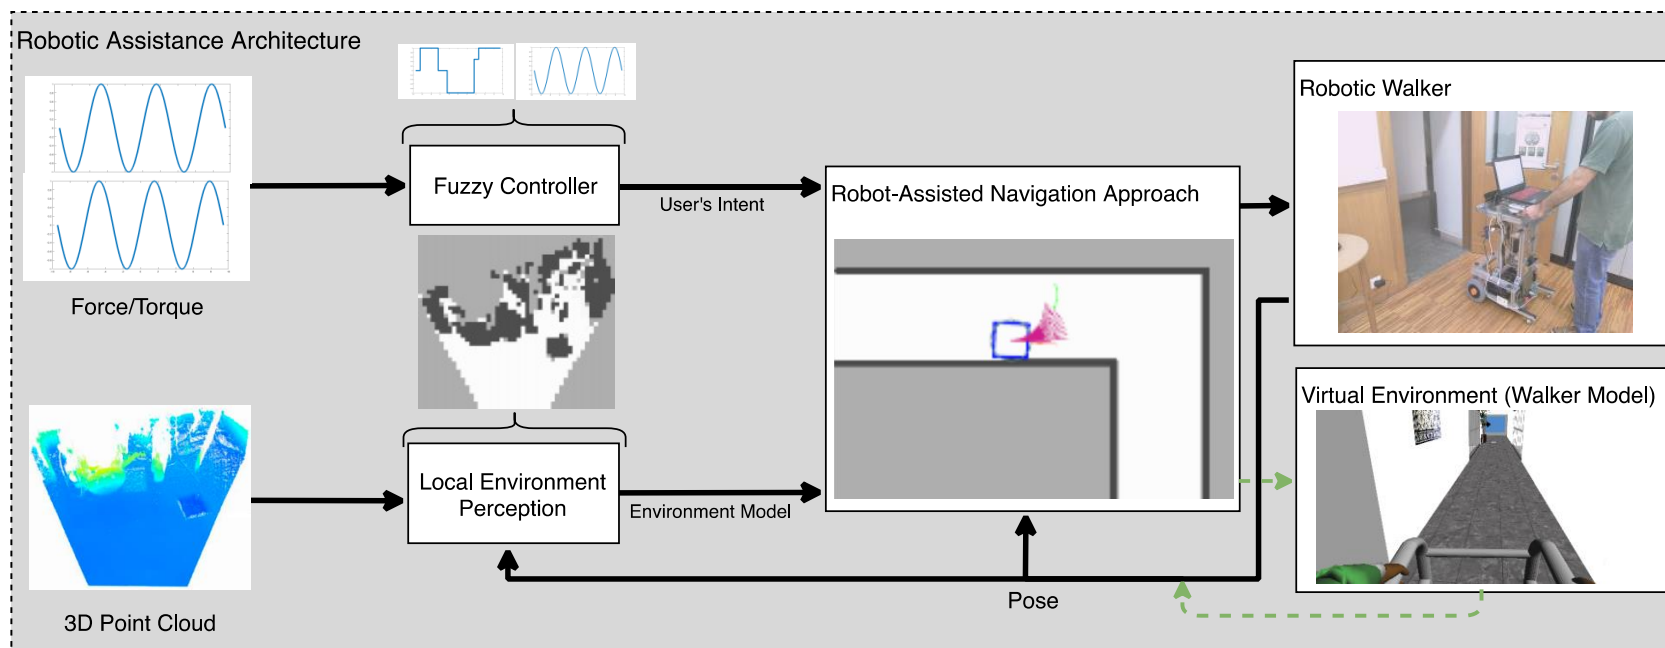 Robotic Assistance Architecture
Force/Torque
3D Point Cloud
Fuzzy Controller
User's Intent
Local Environment
Perception
Environment Model
Robot-Assisted Navigation Approach
Pose
Robotic Walker
Virtual Environment (Walker Model)